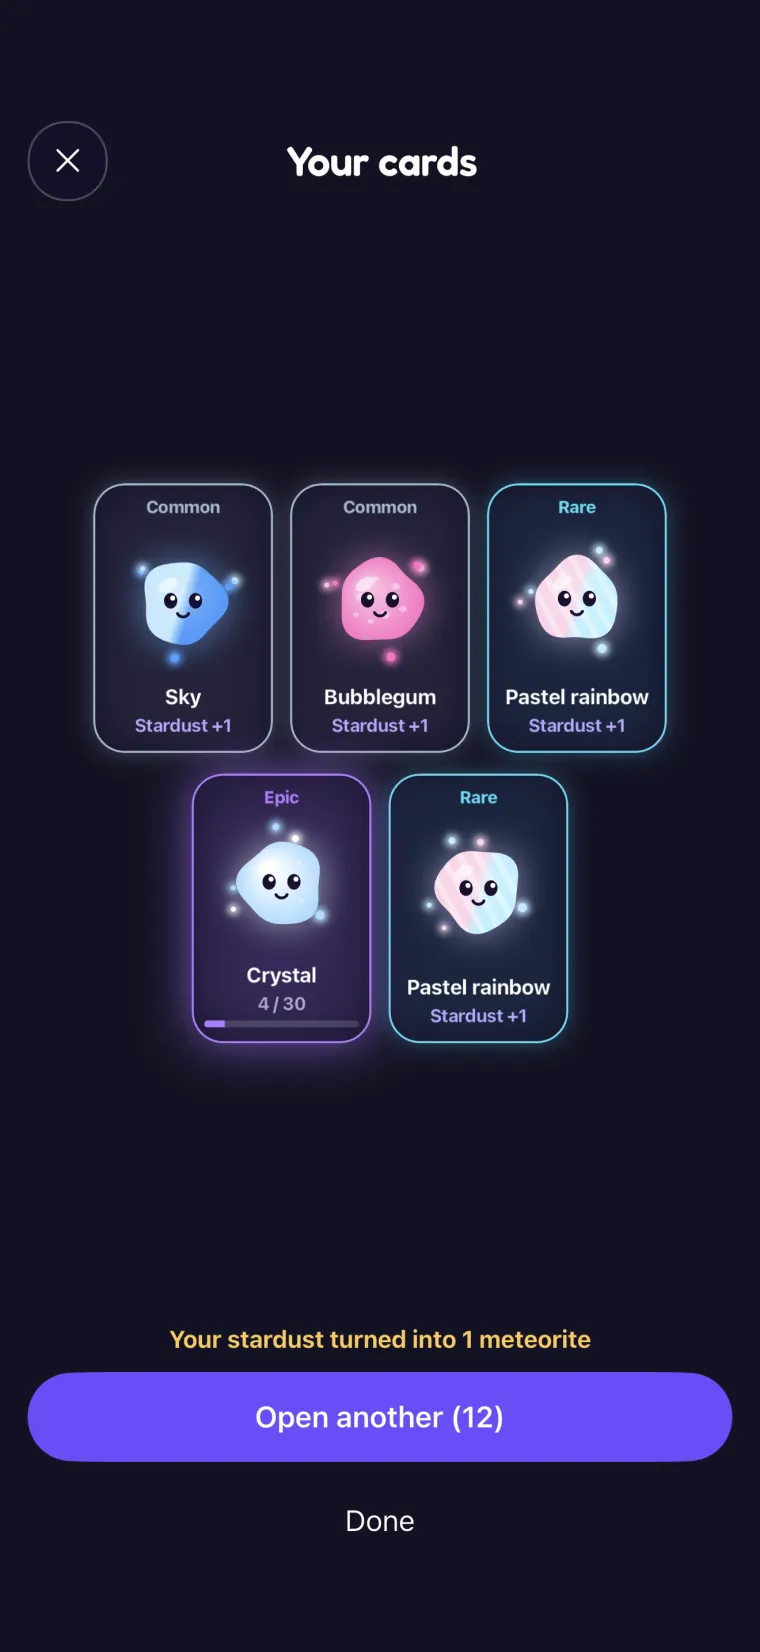 Your cards
Common
Sky
Stardust +1
Common
Bubblegum
Stardust +1
Rare
Pastel rainbow
Stardust +1
Epic
Crystal
4 / 30
Rare
Pastel rainbow
Stardust +1
Your stardust turned into 1 meteorite
Open another (12)
Done